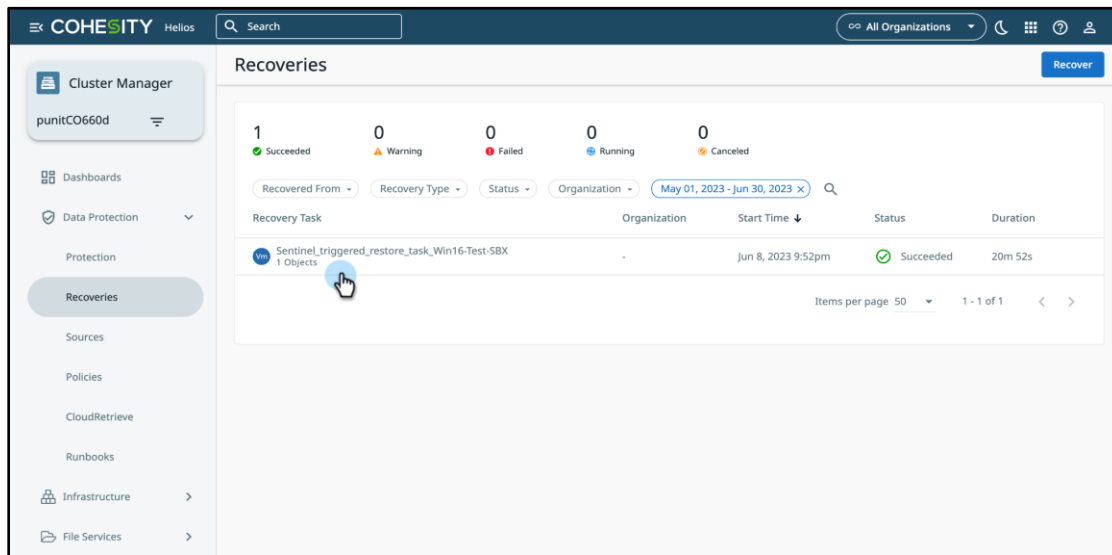 COHESITY Helios
Search
All Organizations
Cluster Manager
punitCO660d
Dashboards
Data Protection
Protection
Recoveries
Sources
Policies
CloudRetrieve
Runbooks
Infrastructure
File Services
Recoveries
Recover
1 0 0 0 0
Succeeded Warning Failed Running Canceled
Recovered From Recovery Type Status Organization May 01, 2023 - Jun 30, 2023
Recovery Task Organization Start Time Status Duration
Vm Sentinel_triggered_restore_task_Win16-Test-SBX - Jun 8, 2023 9:52pm Succeeded 20m 52s
1 Objects
Items per page 50 1 - 1 of 1